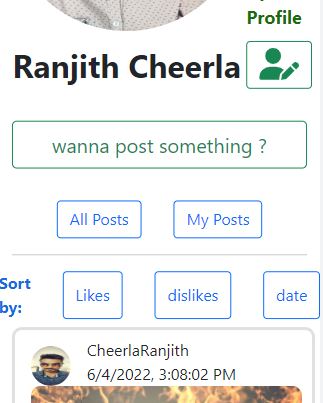 Profile
Ranjith Cheerla
wanna post something ?
All Posts My Posts
Sort by:
Likes dislikes date
CheerlaRanjith
6/4/2022, 3:08:02 PM